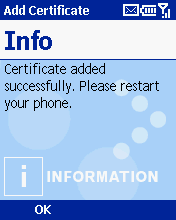 Add Certificate
Info
Certificate added
successfully. Please restart
your phone.
i INFORMATION
OK